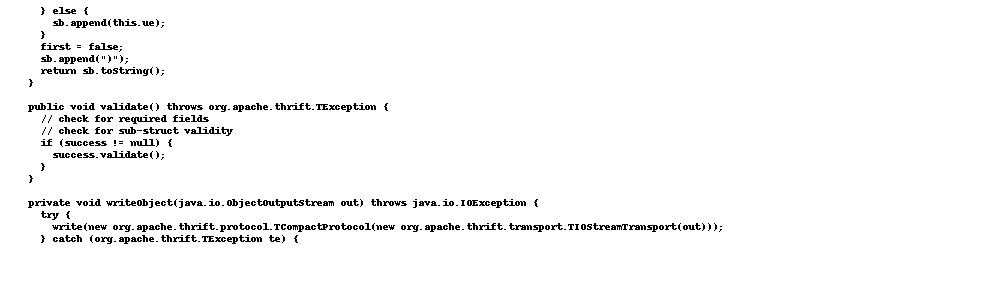 } else {
sb.append(this.ue);
}
first = false;
sb.append(")");
return sb.toString();
}
public void validate() throws org.apache.thrift.TException {
// check for required fields
// check for sub-struct validity
if (success != null) {
success.validate();
}
}
private void writeObject(java.io.ObjectOutputStream out) throws java.io.IOException {
try {
write(new org.apache.thrift.protocol.TCompactProtocol(new org.apache.thrift.transport.TIOStreamTransport(out)));
} catch (org.apache.thrift.TException te) {